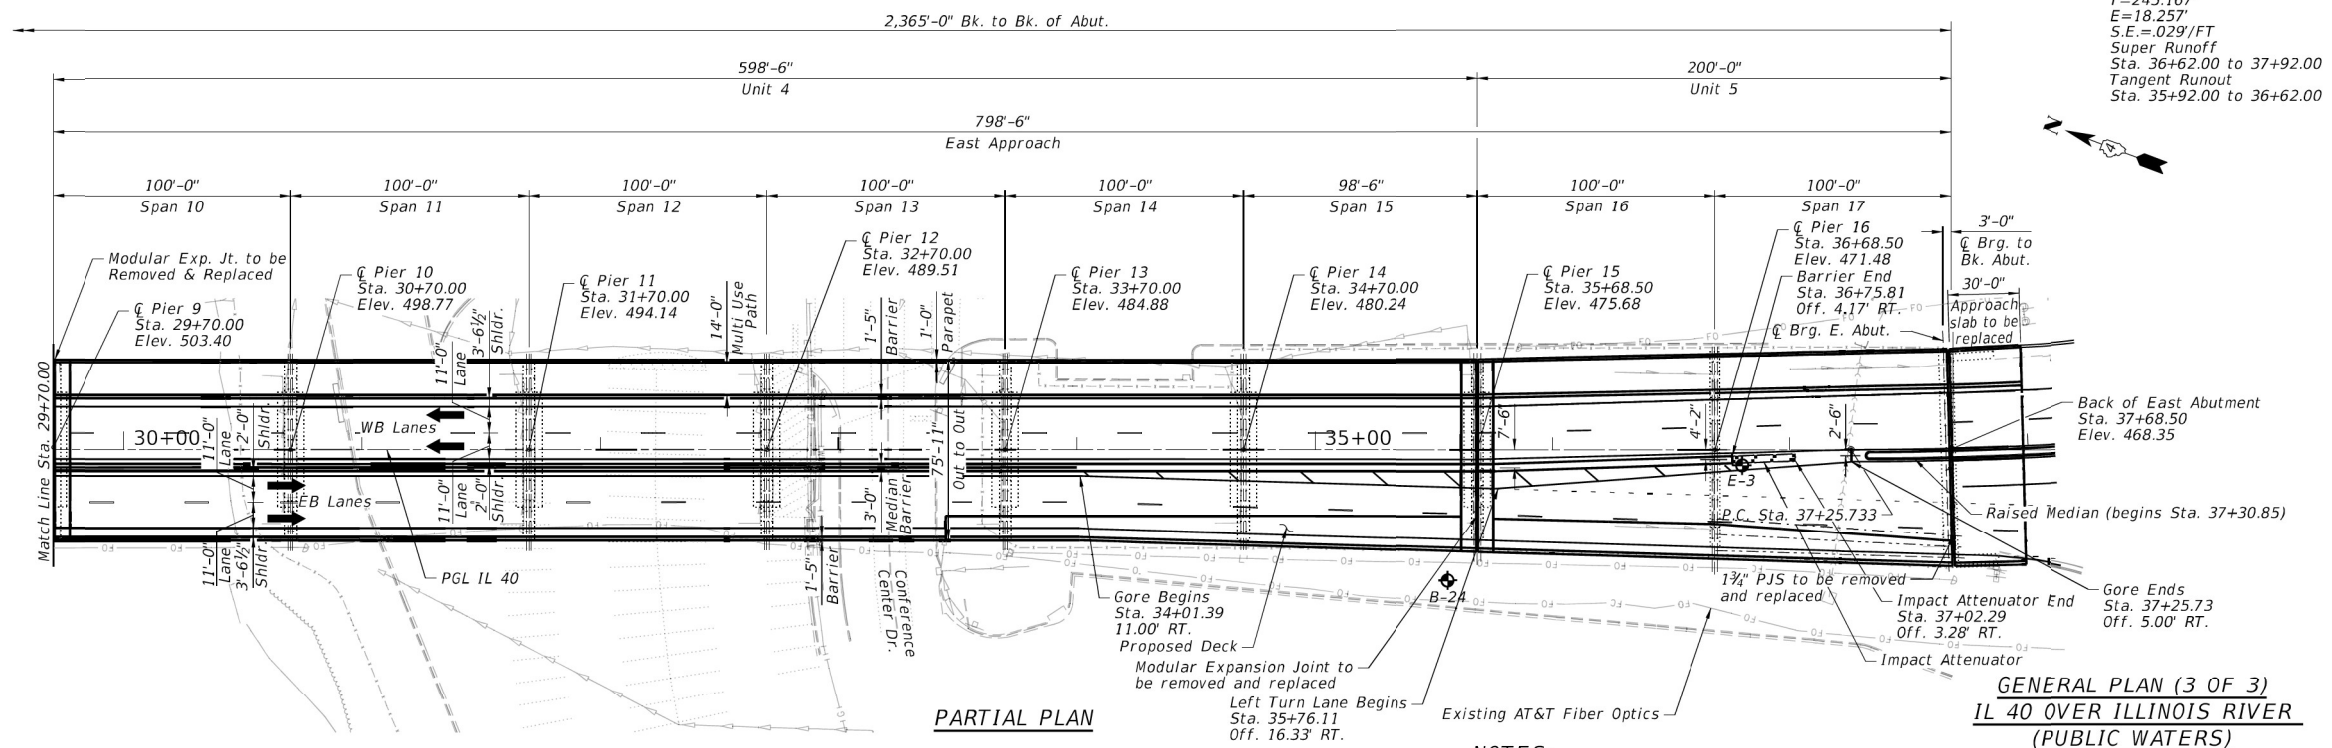 2,365'-0" Bk. to Bk. of Abut.
E=18.257'
S.E.=.029'/FT
Super Runoff
Sta. 36+62.00 to 37+92.00
Tangent Runout
Sta. 35+92.00 to 36+62.00
598'-6"
Unit 4
200'-0"
Unit 5
798'-6"
East Approach
N
4
100'-0"
Span 10
100'-0"
Span 11
100'-0"
Span 12
100'-0"
Span 13
100'-0"
Span 14
98'-6"
Span 15
100'-0"
Span 16
100'-0"
Span 17
3'-0"
℄ Brg. to
Bk. Abut.
30'-0"
Approach
slab to be
replaced
Modular Exp. Jt. to be
Removed & Replaced
℄ Pier 9
Sta. 29+70.00
Elev. 503.40
℄ Pier 10
Sta. 30+70.00
Elev. 498.77
℄ Pier 11
Sta. 31+70.00
Elev. 494.14
℄ Pier 12
Sta. 32+70.00
Elev. 489.51
℄ Pier 13
Sta. 33+70.00
Elev. 484.88
℄ Pier 14
Sta. 34+70.00
Elev. 480.24
℄ Pier 15
Sta. 35+68.50
Elev. 475.68
℄ Pier 16
Sta. 36+68.50
Elev. 471.48
Barrier End
Sta. 36+75.81
Off. 4.17' RT.
℄ Brg. E. Abut.
11'-0"
Lane
3'-6½"
Shldr.
14'-0"
Multi Use
Path
1'-5"
Barrier
1'-0"
Parapet
Match Line Sta. 29+70.00
30+00
11'-0"
Lane
2'-0"
Shldr.
WB Lanes
EB Lanes
11'-0"
Lane
2'-0"
Shldr.
11'-0"
Lane
3'-6½"
Shldr.
PGL IL 40
1'-5"
Barrier
3'-0"
Median
Barrier
75'-11"
Out to Out
Conference
Center Dr.
35+00
7'-6"
4'-2"
2'-6"
E-3
P.C. Sta. 37+25.733
Back of East Abutment
Sta. 37+68.50
Elev. 468.35
Raised Median (begins Sta. 37+30.85)
1¾" PJS to be removed
and replaced
Impact Attenuator End
Sta. 37+02.29
Off. 3.28' RT.
Impact Attenuator
Gore Ends
Sta. 37+25.73
Off. 5.00' RT.
Gore Begins
Sta. 34+01.39
11.00' RT.
Proposed Deck
B-24
Modular Expansion Joint to
be removed and replaced
Left Turn Lane Begins
Sta. 35+76.11
Off. 16.33' RT.
Existing AT&T Fiber Optics
FO
PARTIAL PLAN
GENERAL PLAN (3 OF 3)
IL 40 OVER ILLINOIS RIVER
(PUBLIC WATERS)